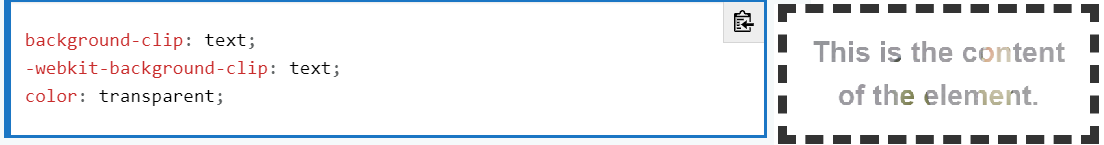 background-clip: text;
-webkit-background-clip: text;
color: transparent;
This is the content
of the element.